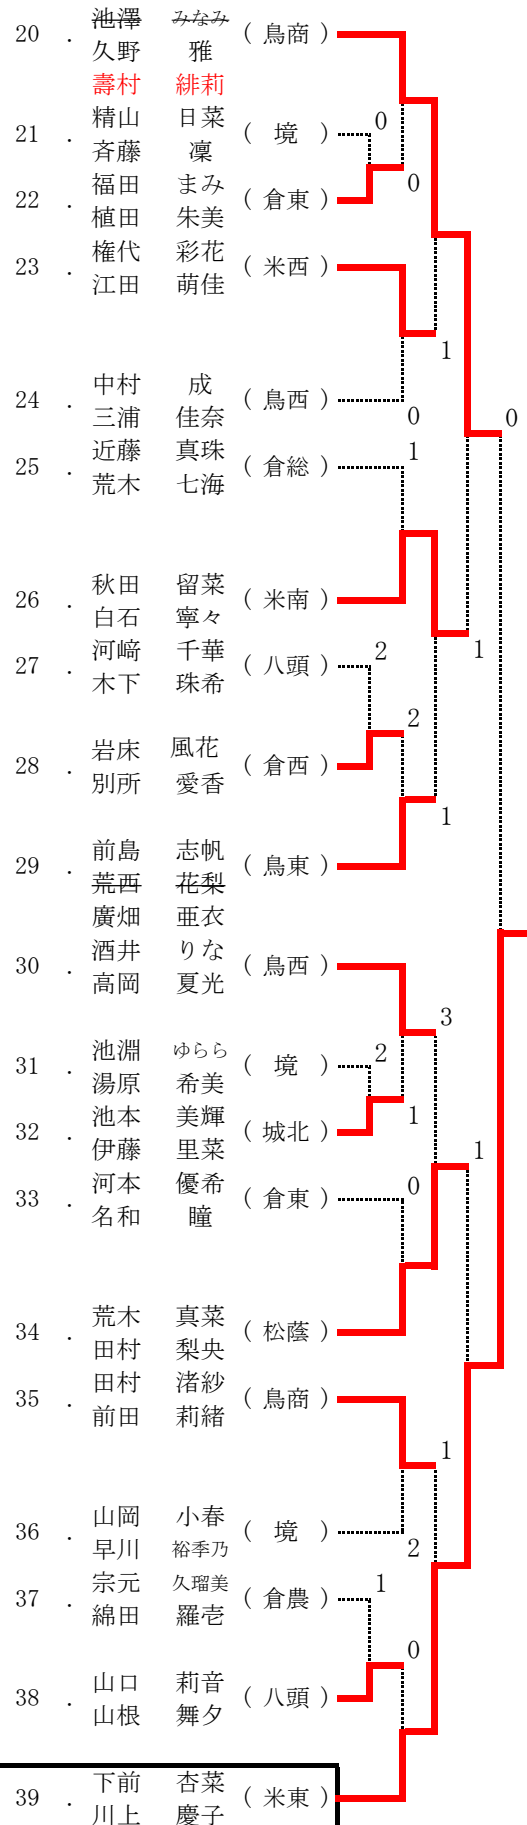 池澤 みなみ
20 . 久野 雅 ( 鳥商 )
壽村 緋莉
精山 日菜 0
21 . 斉藤 凜 ( 境 )
福田 まみ 0
22 . 植田 朱美 ( 倉東 )
権代 彩花
23 . 江田 萌佳 ( 米西 )
1
中村 成
24 . 三浦 佳奈 ( 鳥西 ) 0 0
近藤 真珠 1
25 . 荒木 七海 ( 倉総 )
秋田 留菜
26 . 白石 寧々 ( 米南 )
河﨑 千華 2 1
27 . 木下 珠希 ( 八頭 )
2
岩床 風花
28 . 別所 愛香 ( 倉西 )
1
前島 志帆
29 . 荒西 花梨 ( 鳥東 )
廣畑 亜衣
酒井 りな
30 . 高岡 夏光 ( 鳥西 )
3
池淵 ゆらら 2
31 . 湯原 希美 ( 境 )
池本 美輝 1
32 . 伊藤 里菜 ( 城北 )
1
河本 優希 0
33 . 名和 瞳 ( 倉東 )
荒木 真菜
34 . 田村 梨央 ( 松蔭 )
田村 渚紗
35 . 前田 莉緒 ( 鳥商 )
1
山岡 小春
36 . 早川 裕季乃 ( 境 ) 2
宗元 久瑠美 1
37 . 綿田 羅壱 ( 倉農 )
0
山口 莉音
38 . 山根 舞夕 ( 八頭 )
下前 杏菜
39 . 川上 慶子 ( 米東 )